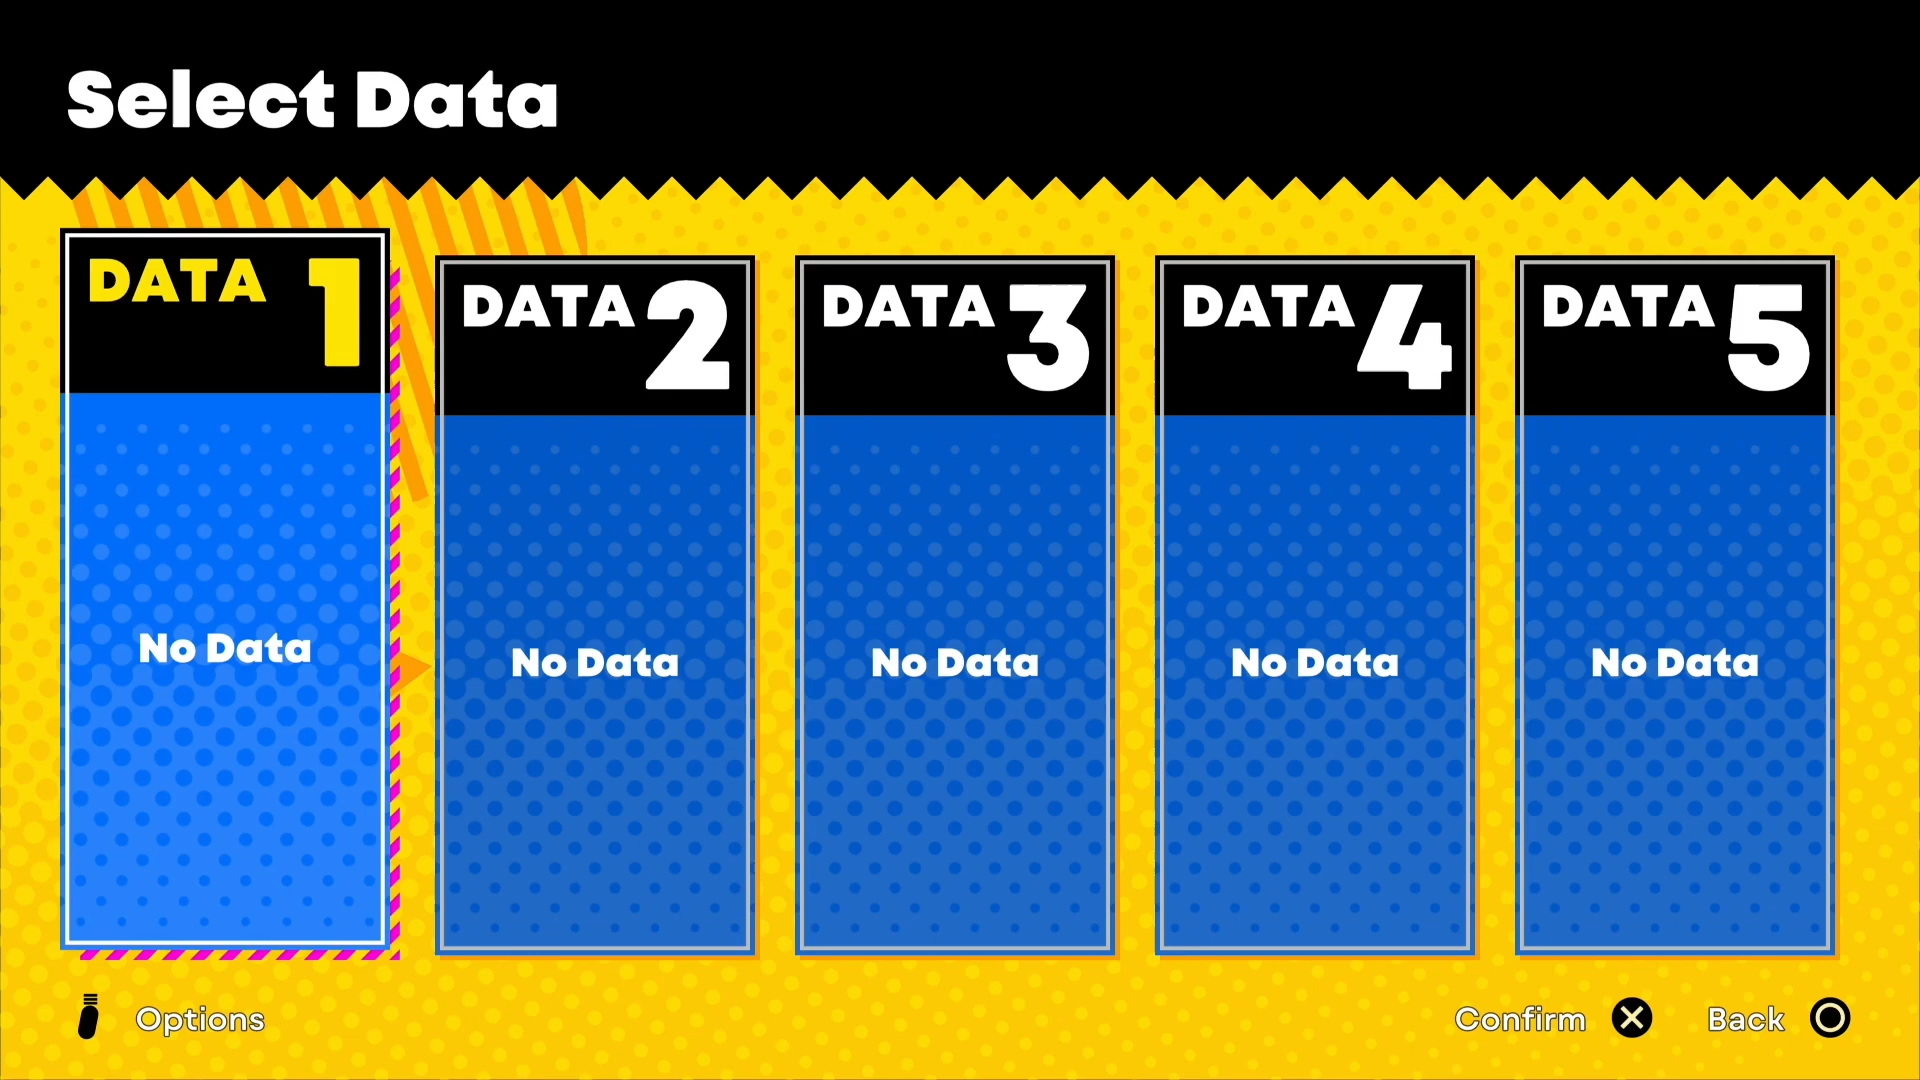 Select Data
DATA 1
DATA 2
DATA 3
DATA 4
DATA 5
No Data
No Data
No Data
No Data
No Data
Options
Confirm
Back